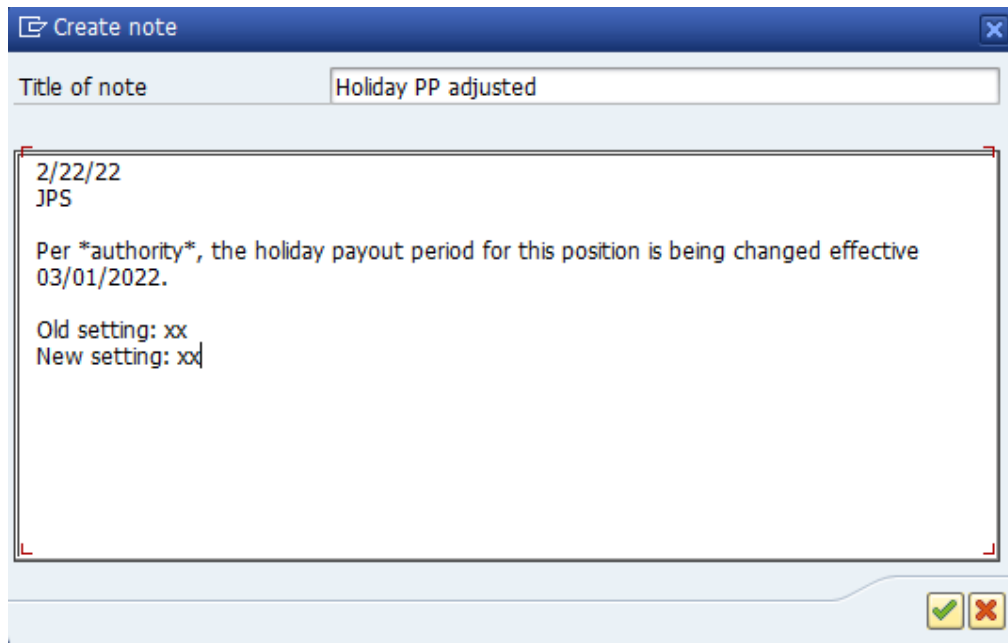 Create note
Title of note Holiday PP adjusted
2/22/22
JPS
Per *authority*, the holiday payout period for this position is being changed effective
03/01/2022.
Old setting: xx
New setting: xx